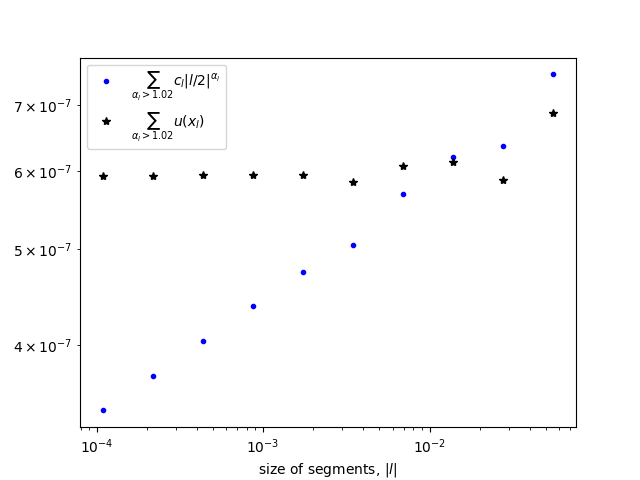 ∑_{α_l>1.02} c_l|l/2|^{α_l}
∑_{α_l>1.02} u(x_l)
7 × 10^{-7}
6 × 10^{-7}
5 × 10^{-7}
4 × 10^{-7}
10^{-4} 10^{-3} 10^{-2}
size of segments, |l|